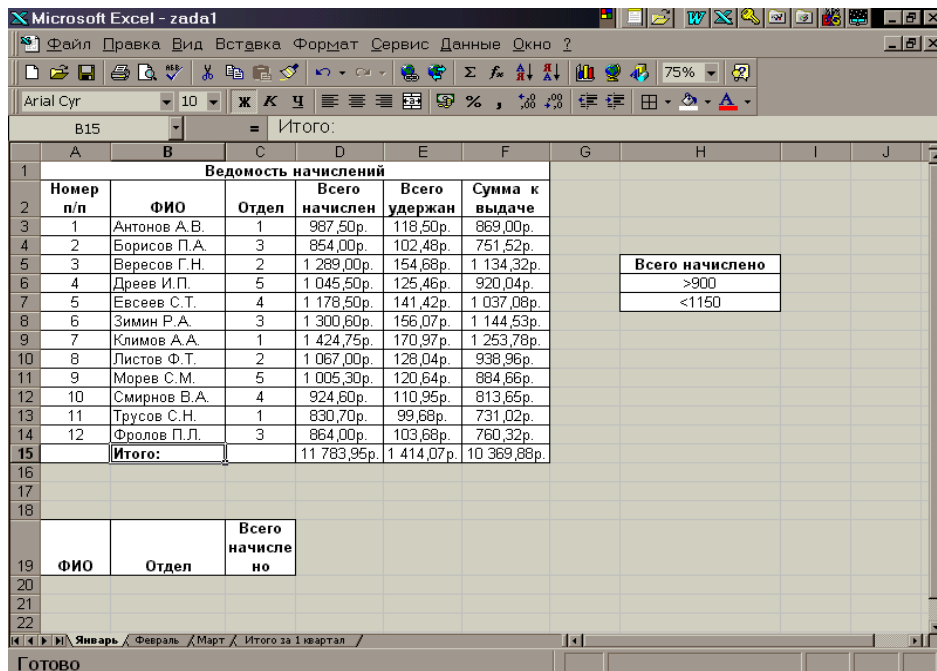 Microsoft Excel - zada1
Файл Правка Вид Вставка Формат Сервис Данные Окно ?
75%
Arial Cyr 10 Ж К Ч
B15 = Итого:
A B C D E F G H I J
1 Ведомость начислений
2 Номер п/п ФИО Отдел Всего начислен Всего удержан Сумма к выдаче
3 1 Антонов А.В. 1 987,50р. 118,50р. 869,00р.
4 2 Борисов П.А. 3 854,00р. 102,48р. 751,52р.
5 3 Вересов Г.Н. 2 1 289,00р. 154,68р. 1 134,32р. Всего начислено
6 4 Дреев И.П. 5 1 045,50р. 125,46р. 920,04р. >900
7 5 Евсеев С.Т. 4 1 178,50р. 141,42р. 1 037,08р. <1150
8 6 Зимин Р.А. 3 1 300,60р. 156,07р. 1 144,53р.
9 7 Климов А.А. 1 1 424,75р. 170,97р. 1 253,78р.
10 8 Листов Ф.Т. 2 1 067,00р. 128,04р. 938,96р.
11 9 Морев С.М. 5 1 005,30р. 120,64р. 884,66р.
12 10 Смирнов В.А. 4 924,60р. 110,95р. 813,65р.
13 11 Трусов С.Н. 1 830,70р. 99,68р. 731,02р.
14 12 Фролов П.Л. 3 864,00р. 103,68р. 760,32р.
15 Итого: 11 783,95р. 1 414,07р. 10 369,88р.
16
17
18
19 ФИО Отдел Всего начисле но
20
21
22
Январь Февраль Март Итого за 1 квартал
Готово